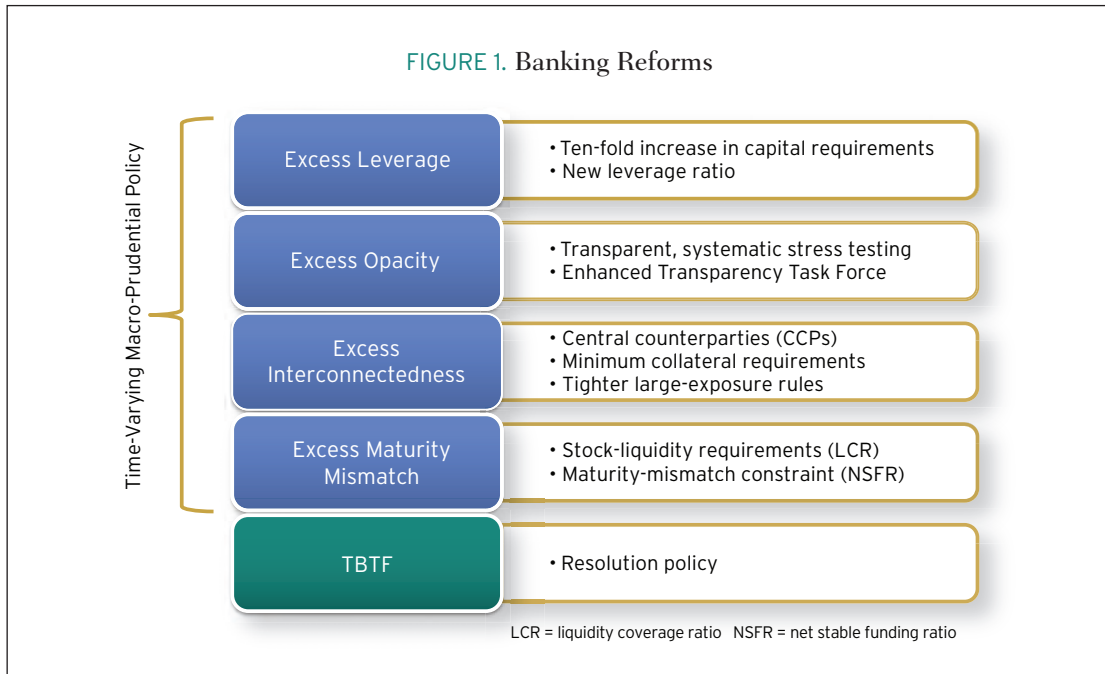 FIGURE 1. Banking Reforms
Time-Varying Macro-Prudential Policy
Excess Leverage
• Ten-fold increase in capital requirements
• New leverage ratio
Excess Opacity
• Transparent, systematic stress testing
• Enhanced Transparency Task Force
Excess
Interconnectedness
• Central counterparties (CCPs)
• Minimum collateral requirements
• Tighter large-exposure rules
Excess Maturity
Mismatch
• Stock-liquidity requirements (LCR)
• Maturity-mismatch constraint (NSFR)
TBTF
• Resolution policy
LCR = liquidity coverage ratio NSFR = net stable funding ratio